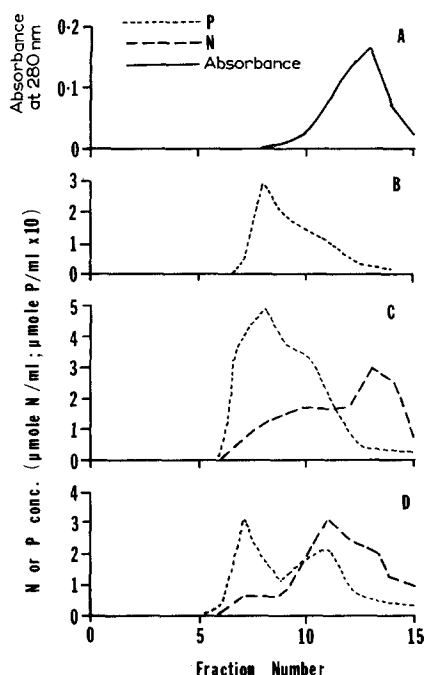 P
N
Absorbance
A
Absorbance
at 280 nm
0·2
0·1
0
B
3
2
1
0
C
5
4
3
2
1
0
D
4
3
2
1
0
N or P conc. (µmole N/ml; µmole P/ml x10)
0
5
10
15
Fraction Number